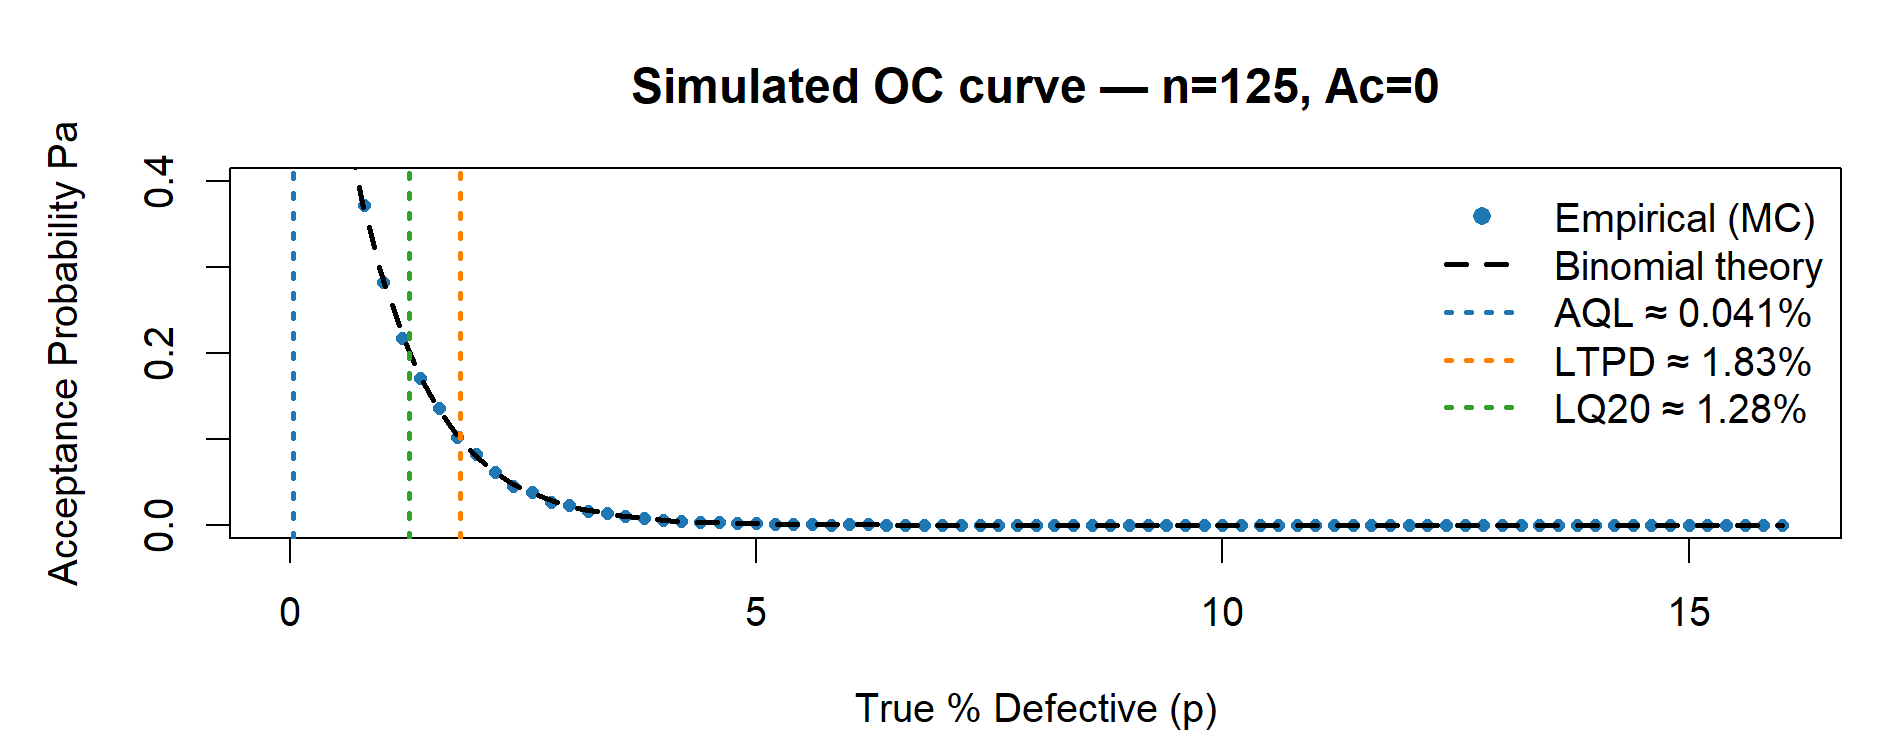 Simulated OC curve — n=125, Ac=0
Acceptance Probability Pa
0.4
0.2
0.0
Empirical (MC)
Binomial theory
AQL ≈ 0.041%
LTPD ≈ 1.83%
LQ20 ≈ 1.28%
0 5 10 15
True % Defective (p)